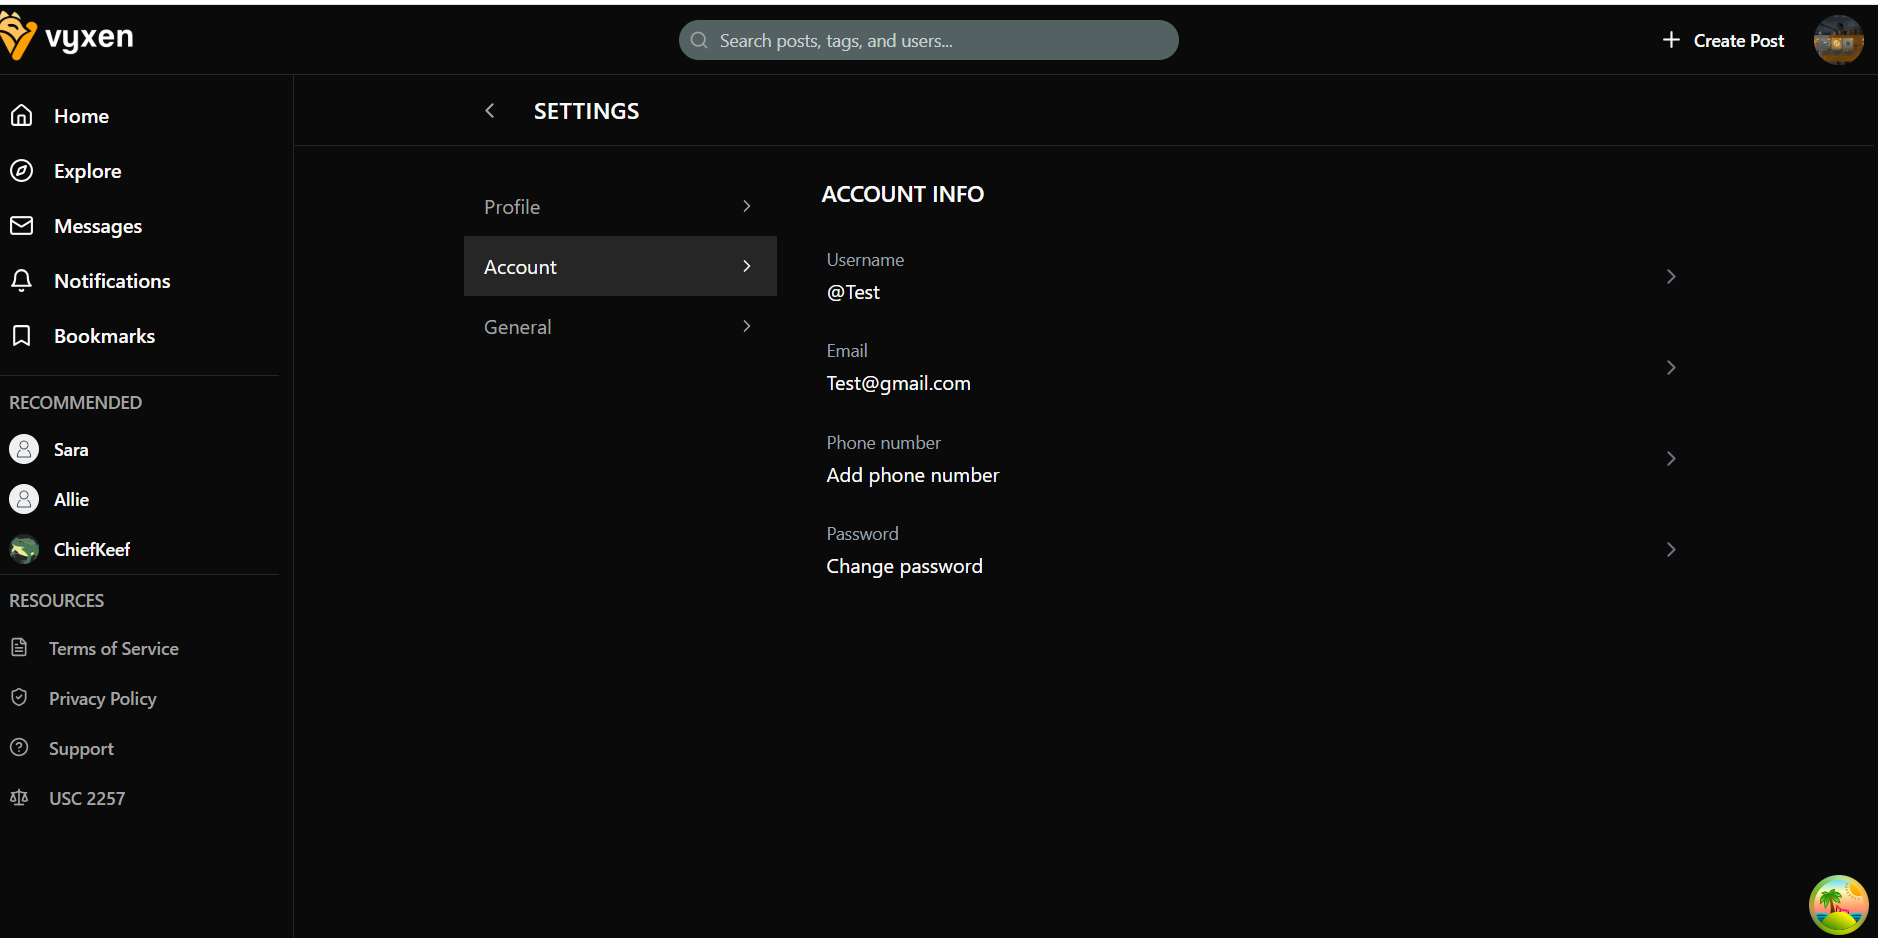 vyxen
Search posts, tags, and users...
Create Post
Home
Explore
Messages
Notifications
Bookmarks
RECOMMENDED
Sara
Allie
ChiefKeef
RESOURCES
Terms of Service
Privacy Policy
Support
USC 2257
SETTINGS
Profile
Account
General
ACCOUNT INFO
Username
@Test
Email
Test@gmail.com
Phone number
Add phone number
Password
Change password